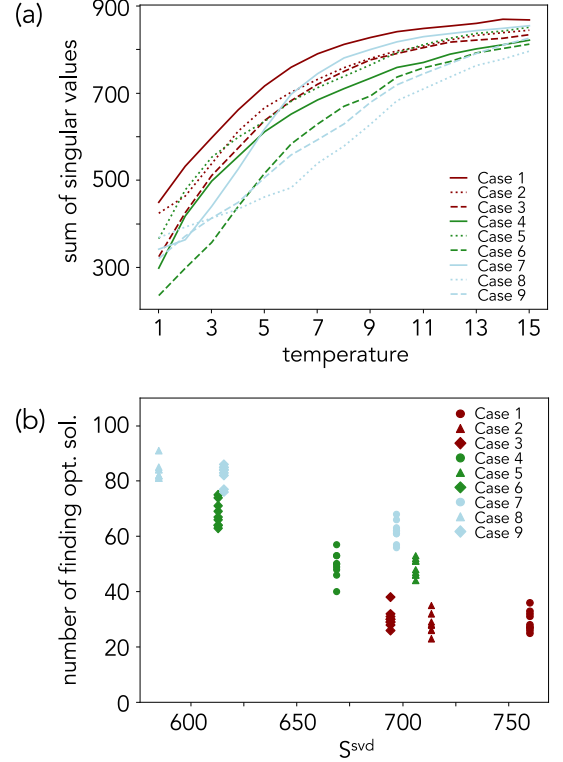 (a)
900
700
500
300
sum of singular values
Case 1
Case 2
Case 3
Case 4
Case 5
Case 6
Case 7
Case 8
Case 9
1 3 5 7 9 11 13 15
temperature
(b)
100
80
60
40
20
0
number of finding opt. sol.
Case 1
Case 2
Case 3
Case 4
Case 5
Case 6
Case 7
Case 8
Case 9
600 650 700 750
Sˢᵛᵈ